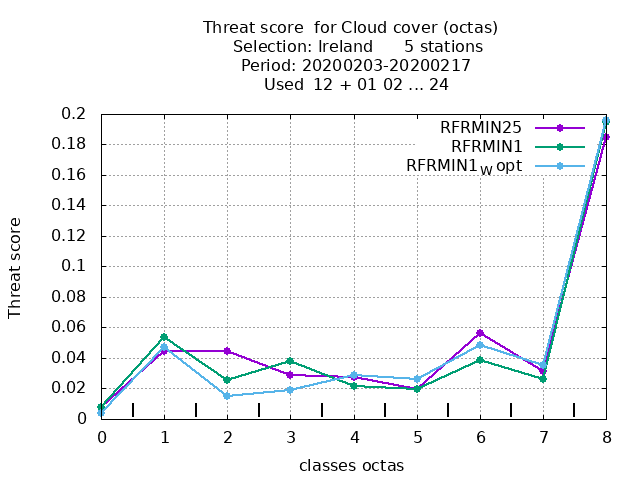 Threat score  for Cloud cover (octas)
Selection: Ireland      5 stations
Period: 20200203-20200217
Used  12 + 01 02 ... 24
RFRMIN25
RFRMIN1
RFRMIN1W opt
0.2
0.18
0.16
0.14
0.12
0.1
0.08
0.06
0.04
0.02
0
Threat score
0 1 2 3 4 5 6 7 8
classes octas